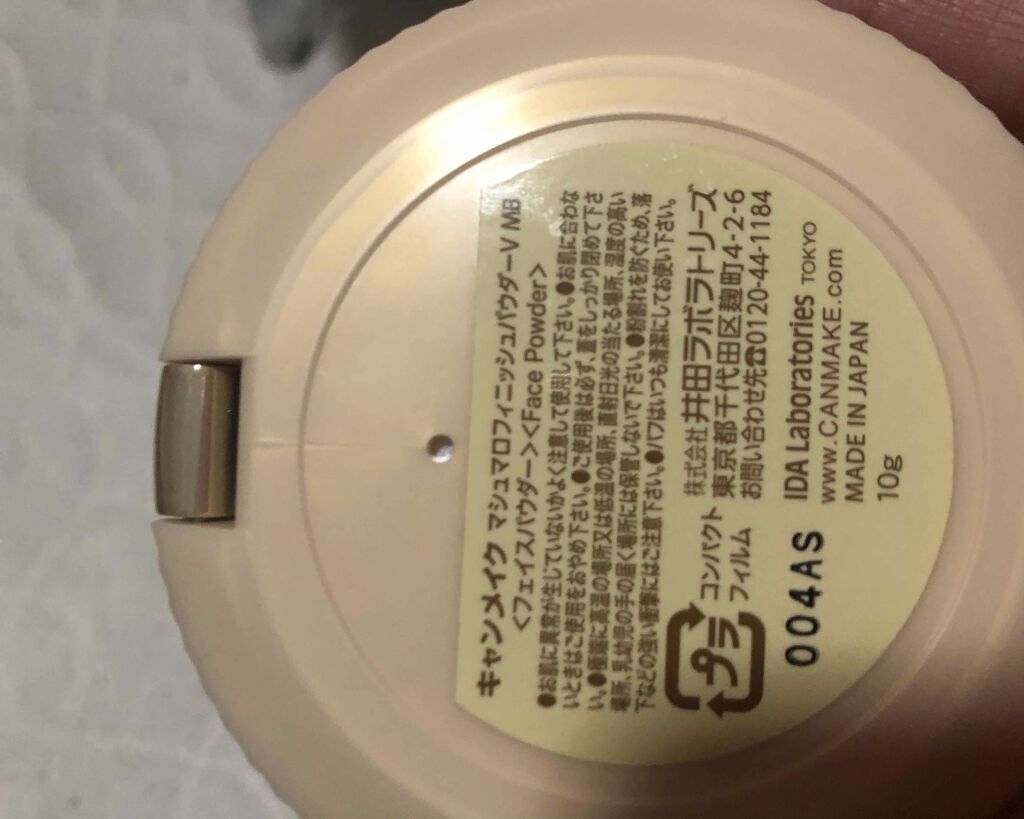 キャンメイク マシュマロフィニッシュパウダーV MB
<フェイスパウダー><Face Powder>
●お肌に異常が生じていないかよく注意して使用して下さい。●お肌に合わな
いときはご使用をおやめ下さい。●ご使用後は必ず、蓋をしっかり閉めて下さ
い。●極端に高温の場所又は低温の場所、直射日光の当たる場所、湿度の高い
場所、乳幼児の手の届く場所には保管しないで下さい。●粉割れを防ぐため、落
下などの強い衝撃にはご注意下さい。●パフはいつも清潔にしてお使い下さい。
プラ
コンパクト
フィルム
株式会社井田ラボラトリーズ
東京都千代田区麹町4-2-6
お問い合わせ先☎0120-44-1184
IDA Laboratories TOKYO
www.CANMAKE.com
MADE IN JAPAN
10g
004AS